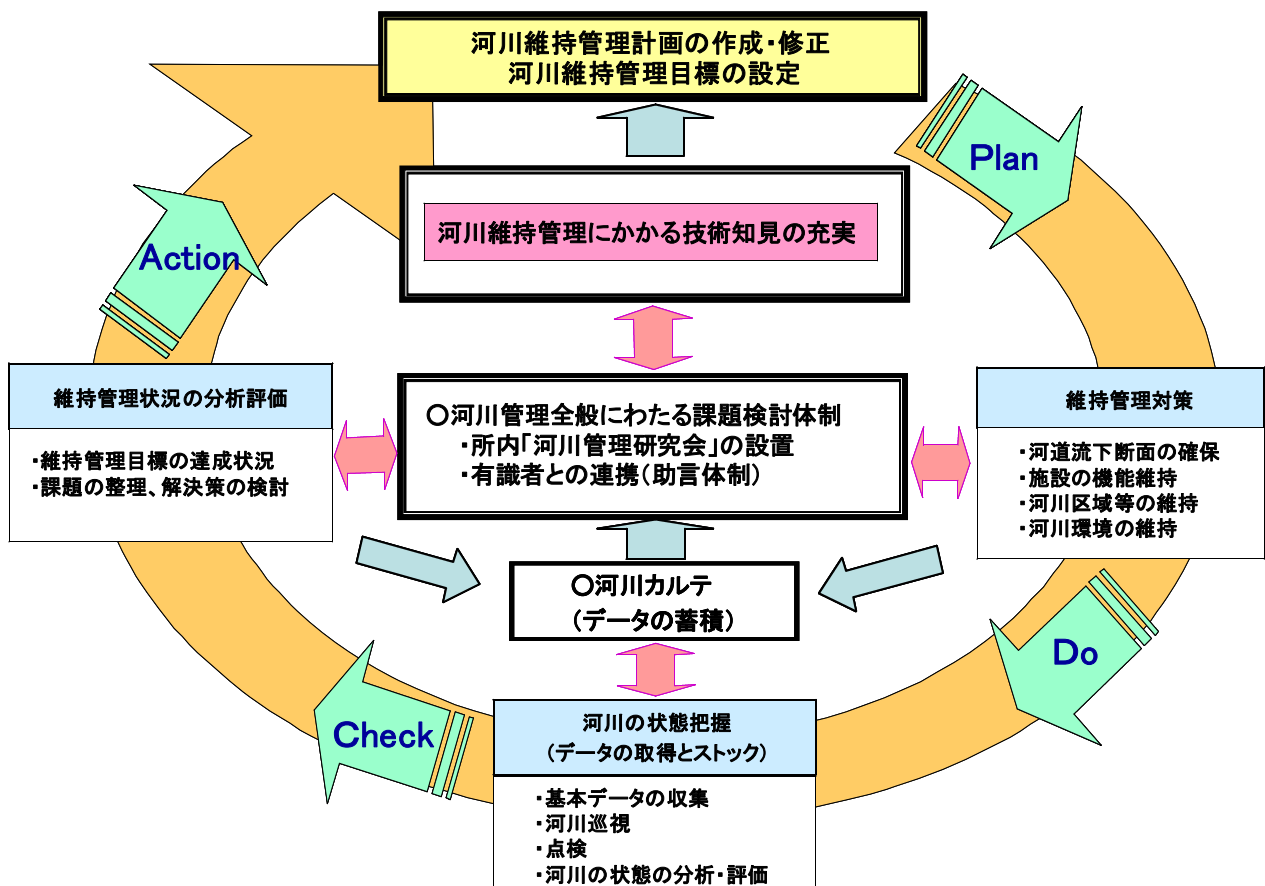 河川維持管理計画の作成・修正
河川維持管理目標の設定
Plan
河川維持管理にかかる技術知見の充実
Action
維持管理状況の分析評価
・維持管理目標の達成状況
・課題の整理、解決策の検討
○河川管理全般にわたる課題検討体制
・所内「河川管理研究会」の設置
・有識者との連携（助言体制）
維持管理対策
・河道流下断面の確保
・施設の機能維持
・河川区域等の維持
・河川環境の維持
○河川カルテ
（データの蓄積）
Do
Check
河川の状態把握
（データの取得とストック）
・基本データの収集
・河川巡視
・点検
・河川の状態の分析・評価